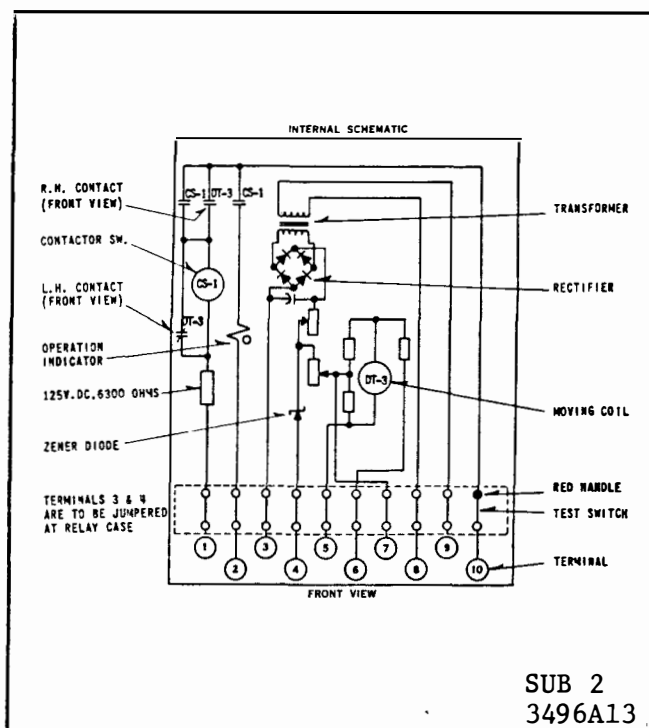 INTERNAL SCHEMATIC
R.H. CONTACT
(FRONT VIEW)
CS-1
DT-3
CS-1
TRANSFORMER
CONTACTOR SW.
CS-1
RECTIFIER
L.H. CONTACT
(FRONT VIEW)
DT-3
OPERATION
INDICATOR
DT-3
125V.DC.6300 OHMS
MOVING COIL
ZENER DIODE
RED HANDLE
TERMINALS 3 & 4
ARE TO BE JUMPERED
AT RELAY CASE
TEST SWITCH
1
2
3
4
5
6
7
8
9
10
TERMINAL
FRONT VIEW
SUB 2
3496A13